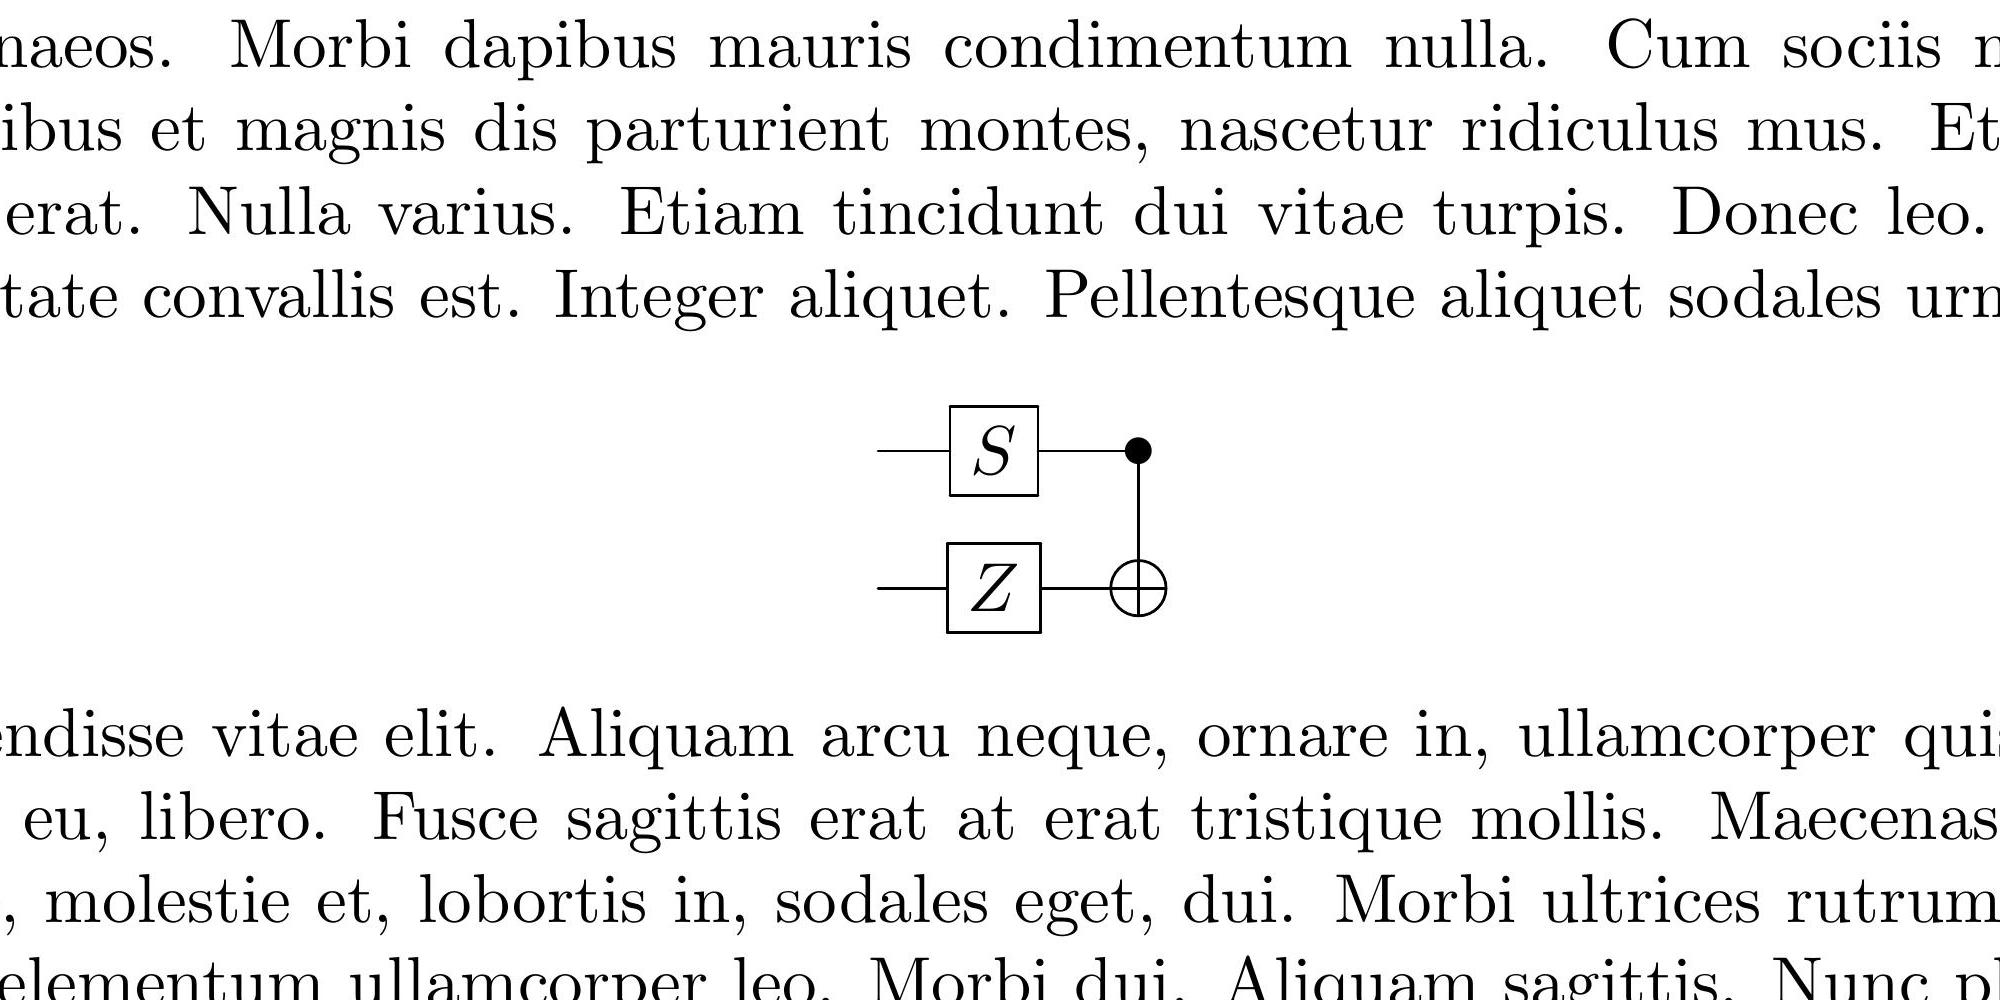 naeos. Morbi dapibus mauris condimentum nulla. Cum sociis n
ibus et magnis dis parturient montes, nascetur ridiculus mus. Et
erat. Nulla varius. Etiam tincidunt dui vitae turpis. Donec leo.
tate convallis est. Integer aliquet. Pellentesque aliquet sodales urn
S
Z
endisse vitae elit. Aliquam arcu neque, ornare in, ullamcorper quis
eu, libero. Fusce sagittis erat at erat tristique mollis. Maecenas
, molestie et, lobortis in, sodales eget, dui. Morbi ultrices rutrum
elementum ullamcorper leo. Morbi dui. Aliquam sagittis. Nunc pl